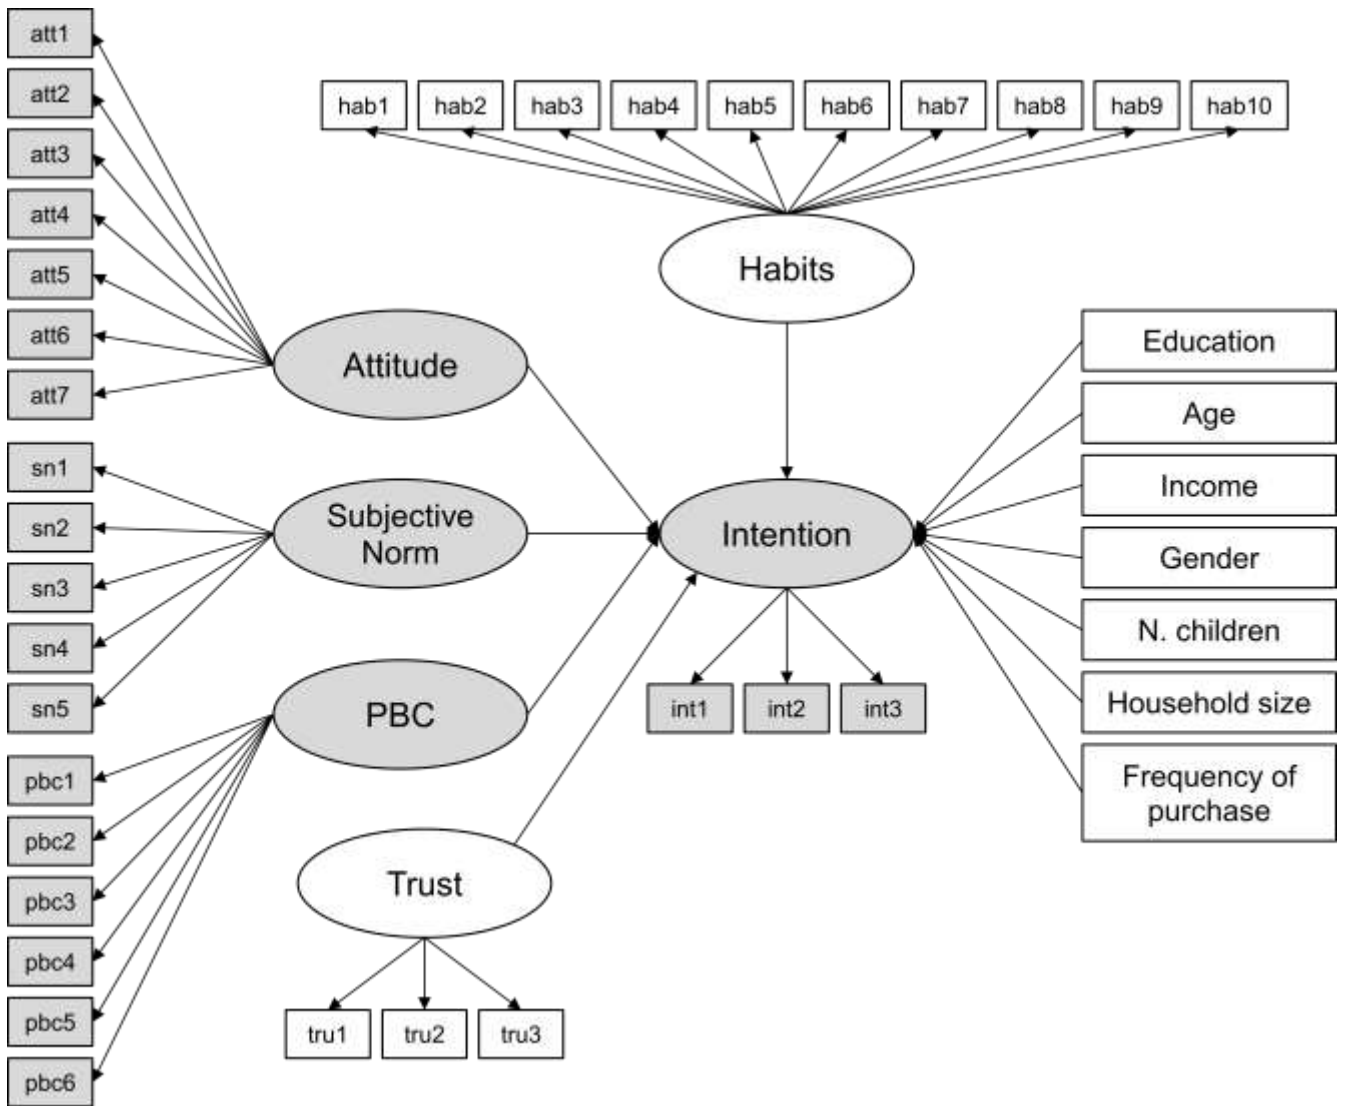 att1
att2
att3
att4
att5
att6
att7
sn1
sn2
sn3
sn4
sn5
pbc1
pbc2
pbc3
pbc4
pbc5
pbc6
hab1
hab2
hab3
hab4
hab5
hab6
hab7
hab8
hab9
hab10
Habits
Attitude
Subjective
Norm
PBC
Trust
tru1
tru2
tru3
Intention
int1
int2
int3
Education
Age
Income
Gender
N. children
Household size
Frequency of
purchase